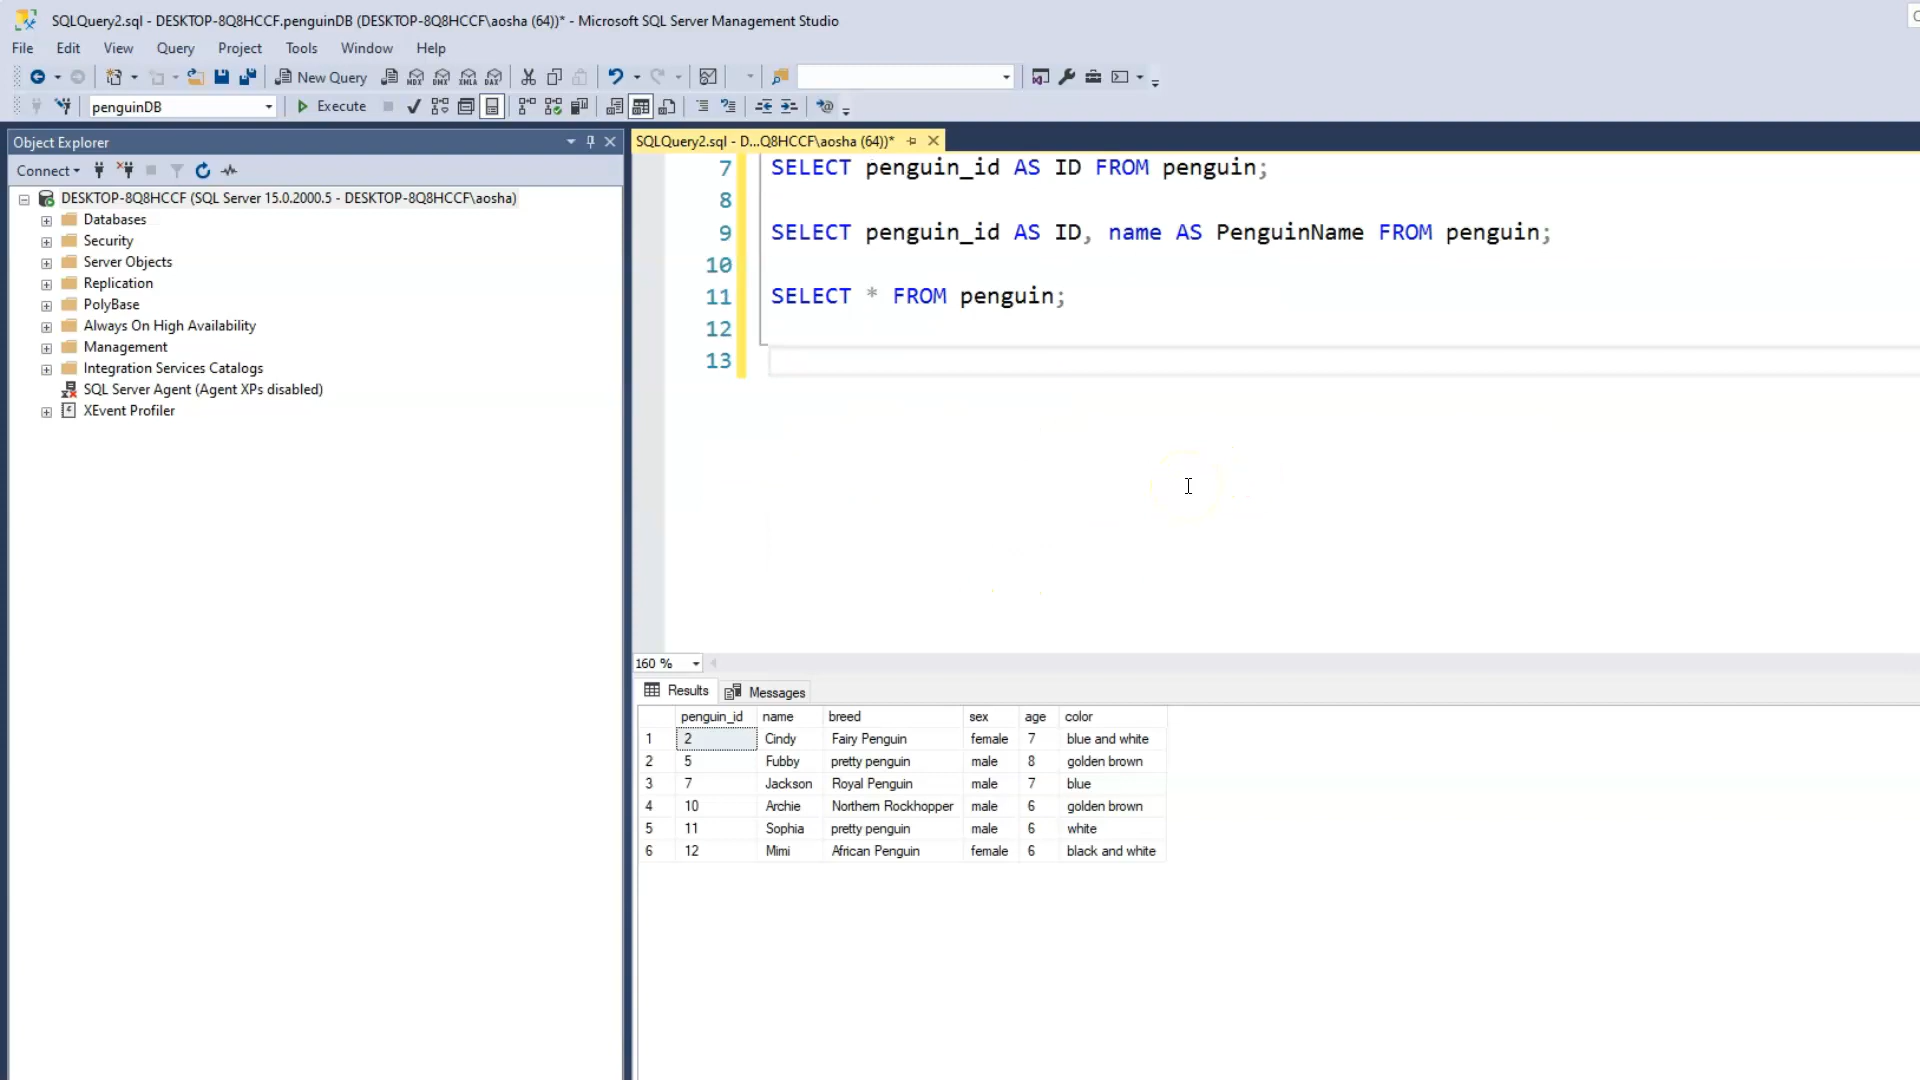 SQLQuery2.sql - DESKTOP-8Q8HCCF.penguinDB (DESKTOP-8Q8HCCF\aosha (64))* - Microsoft SQL Server Management Studio
File Edit View Query Project Tools Window Help
New Query MDX DMX XMLA DAX
penguinDB Execute
Object Explorer
Connect
DESKTOP-8Q8HCCF (SQL Server 15.0.2000.5 - DESKTOP-8Q8HCCF\aosha)
Databases
Security
Server Objects
Replication
PolyBase
Always On High Availability
Management
Integration Services Catalogs
SQL Server Agent (Agent XPs disabled)
XEvent Profiler
SQLQuery2.sql - D...Q8HCCF\aosha (64))*
7 SELECT penguin_id AS ID FROM penguin;
8
9 SELECT penguin_id AS ID, name AS PenguinName FROM penguin;
10
11 SELECT * FROM penguin;
12
13
160 %
Results Messages
penguin_id name breed sex age color
1 2 Cindy Fairy Penguin female 7 blue and white
2 5 Fubby pretty penguin male 8 golden brown
3 7 Jackson Royal Penguin male 7 blue
4 10 Archie Northern Rockhopper male 6 golden brown
5 11 Sophia pretty penguin male 6 white
6 12 Mimi African Penguin female 6 black and white